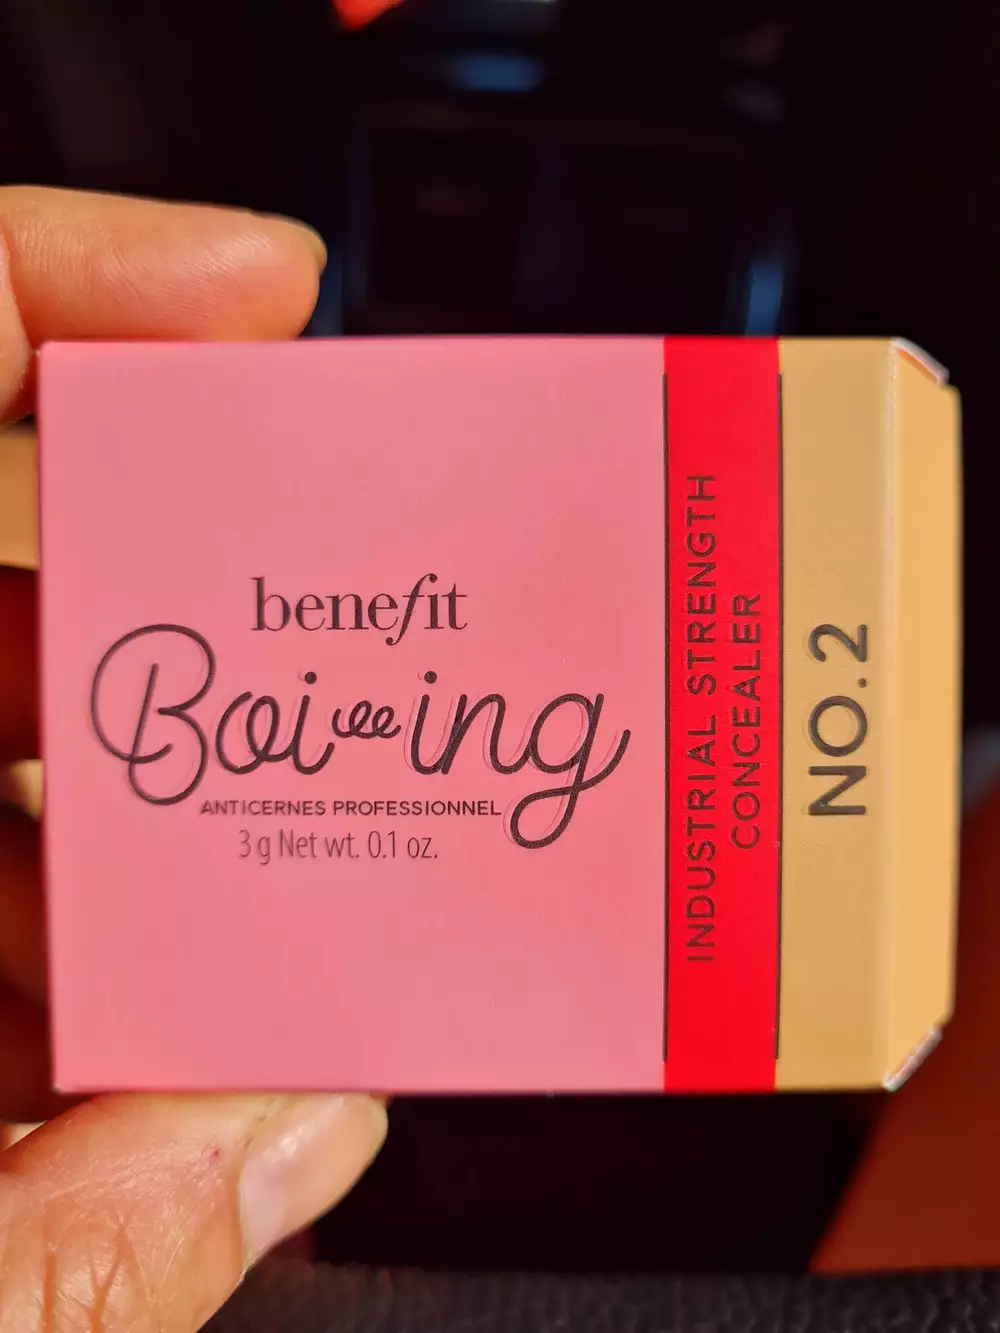 benefit
Boi-ing
ANTICERNES PROFESSIONNEL
3 g Net wt. 0.1 oz.
INDUSTRIAL STRENGTH
CONCEALER
NO. 2